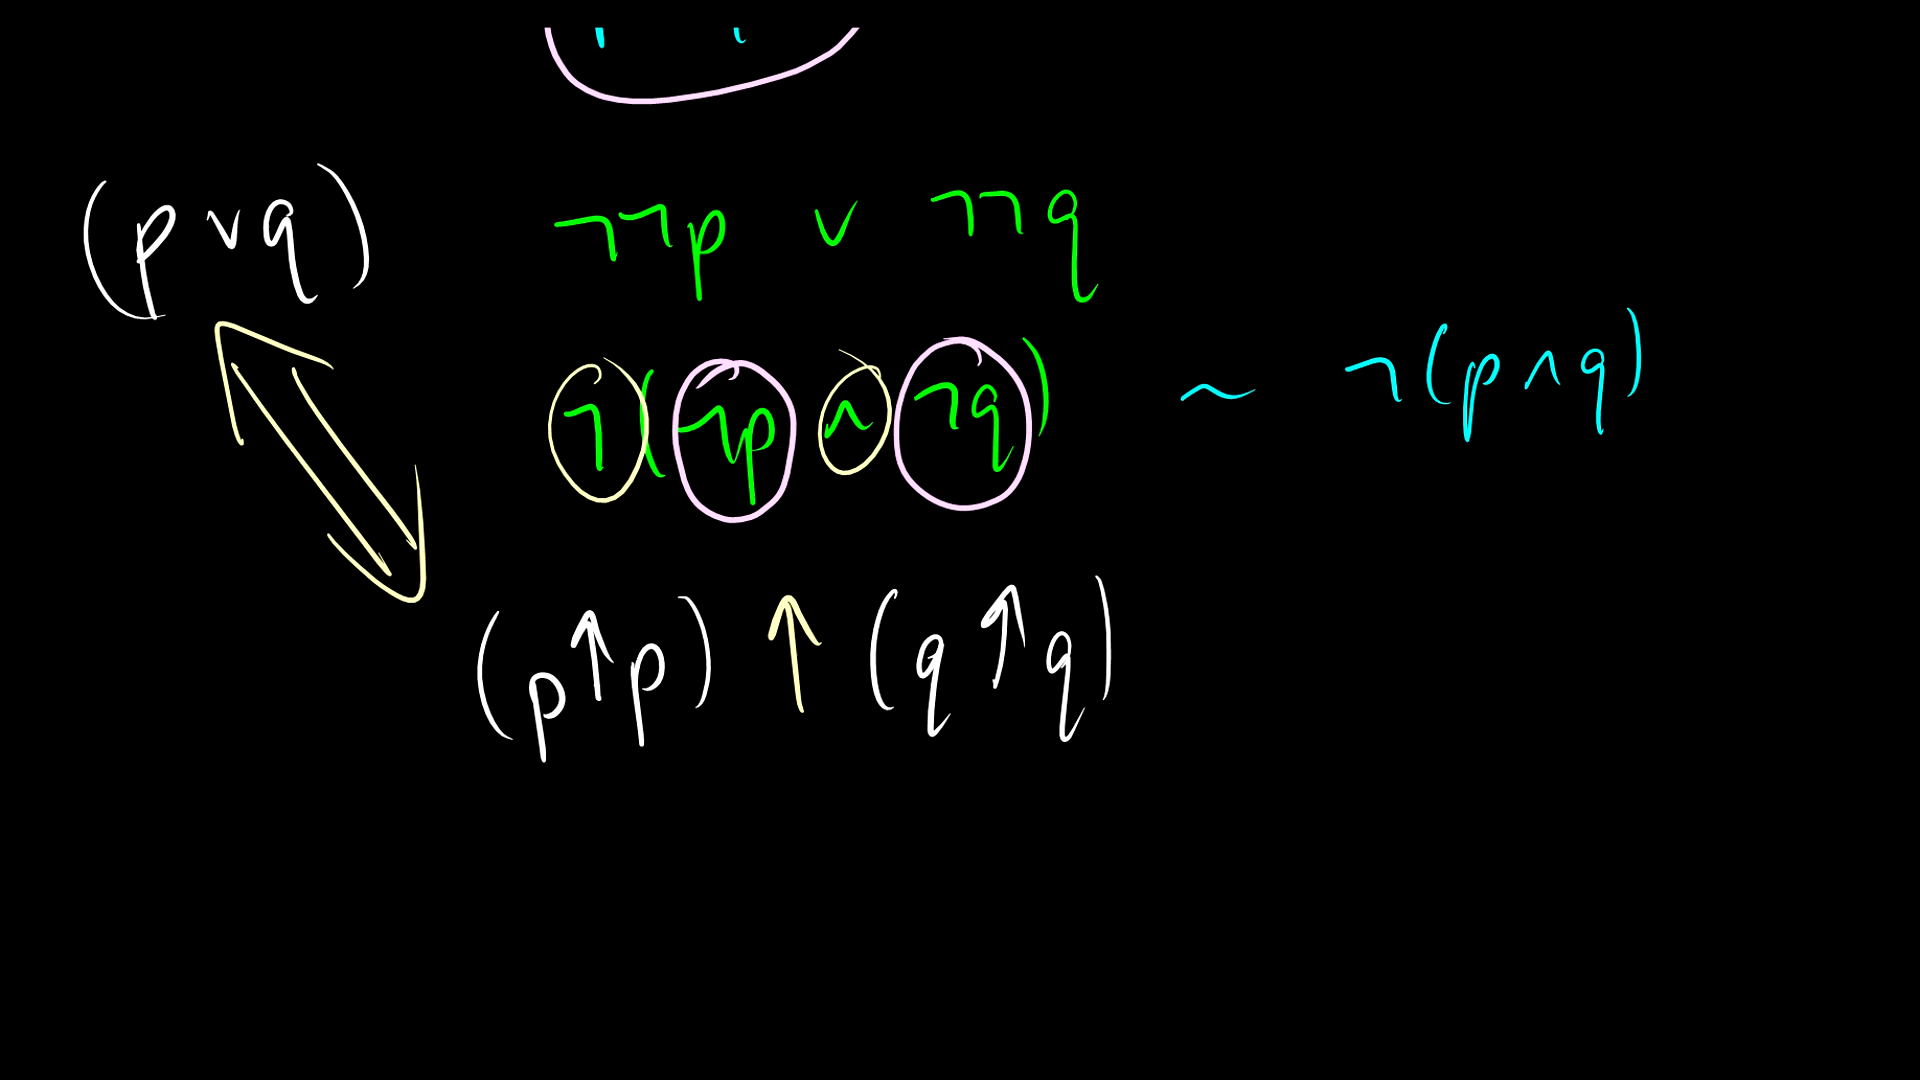 (p ∨ q) ¬¬p ∨ ¬¬q
¬(¬p ∧ ¬q) ~ ¬(p ∧ q)
(p ↑ p) ↑ (q ↑ q)